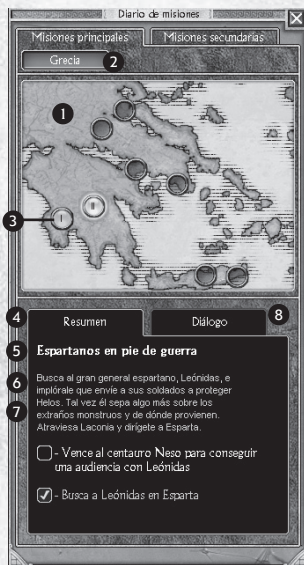 Diario de misiones
Misiones principales Misiones secundarias
Grecia 2
1
I II
3
4 Resumen Diálogo 8
5 Espartanos en pie de guerra
6 Busca al gran general espartano, Leónidas, e
implórale que envíe a sus soldados a proteger
7 Helos. Tal vez él sepa algo más sobre los
extraños monstruos y de dónde provienen.
Atraviesa Laconia y dirígete a Esparta.
- Vence al centauro Neso para conseguir
una audiencia con Leónidas
- Busca a Leónidas en Esparta